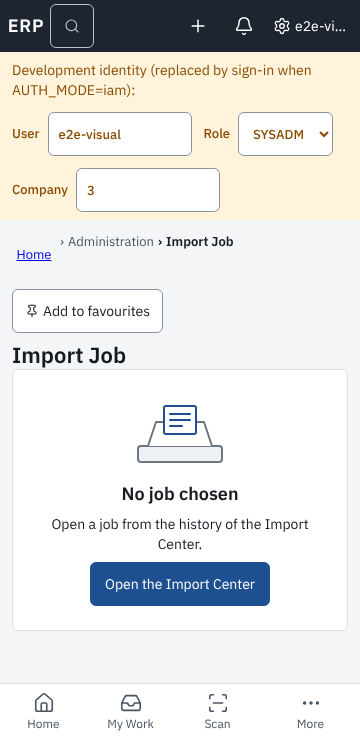 ERP
e2e-vi...
Development identity (replaced by sign-in when
AUTH_MODE=iam):
User e2e-visual Role SYSADM
Company 3
Home › Administration › Import Job
Add to favourites
Import Job
No job chosen
Open a job from the history of the Import
Center.
Open the Import Center
Home My Work Scan More